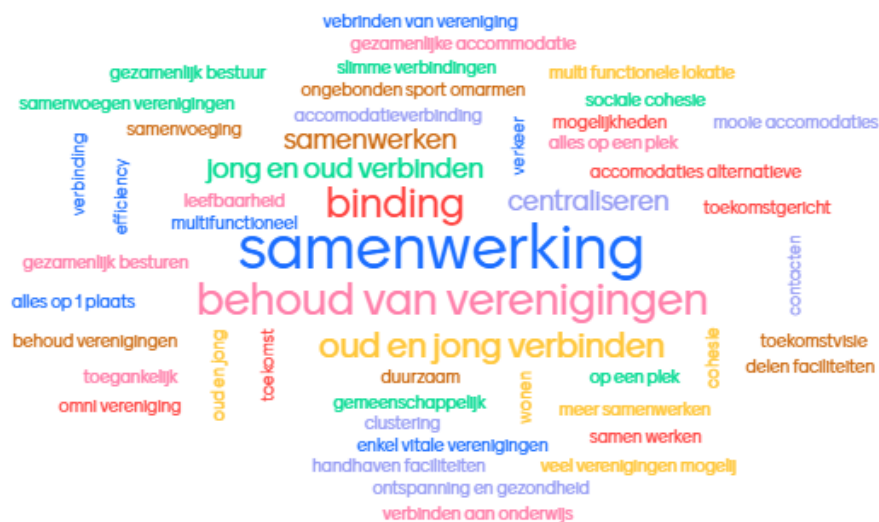 vebrinden van vereniging
gezamenlijke accommodatie
gezamenlijk bestuur
slimme verbindingen
multi functionele lokatie
ongebonden sport omarmen
samenvoegen verenigingen
sociale cohesie
accomodatieverbinding
mogelijkheden
mooie accomodaties
samenvoeging
samenwerken
verkeer
alles op een plek
verbinding
efficiency
jong en oud verbinden
accomodaties alternatieve
leefbaarheid
binding
centraliseren
toekomstgericht
multifunctioneel
samenwerking
gezamenlijk besturen
contacten
alles op 1 plaats
behoud van verenigingen
behoud verenigingen
oud en jong
toekomst
oud en jong verbinden
cohesie
toekomstvisie
delen faciliteiten
toegankelijk
duurzaam
op een plek
wonen
omni vereniging
gemeenschappelijk
meer samenwerken
clustering
samen werken
enkel vitale verenigingen
handhaven faciliteiten
veel verenigingen mogelij
ontspanning en gezondheid
verbinden aan onderwijs